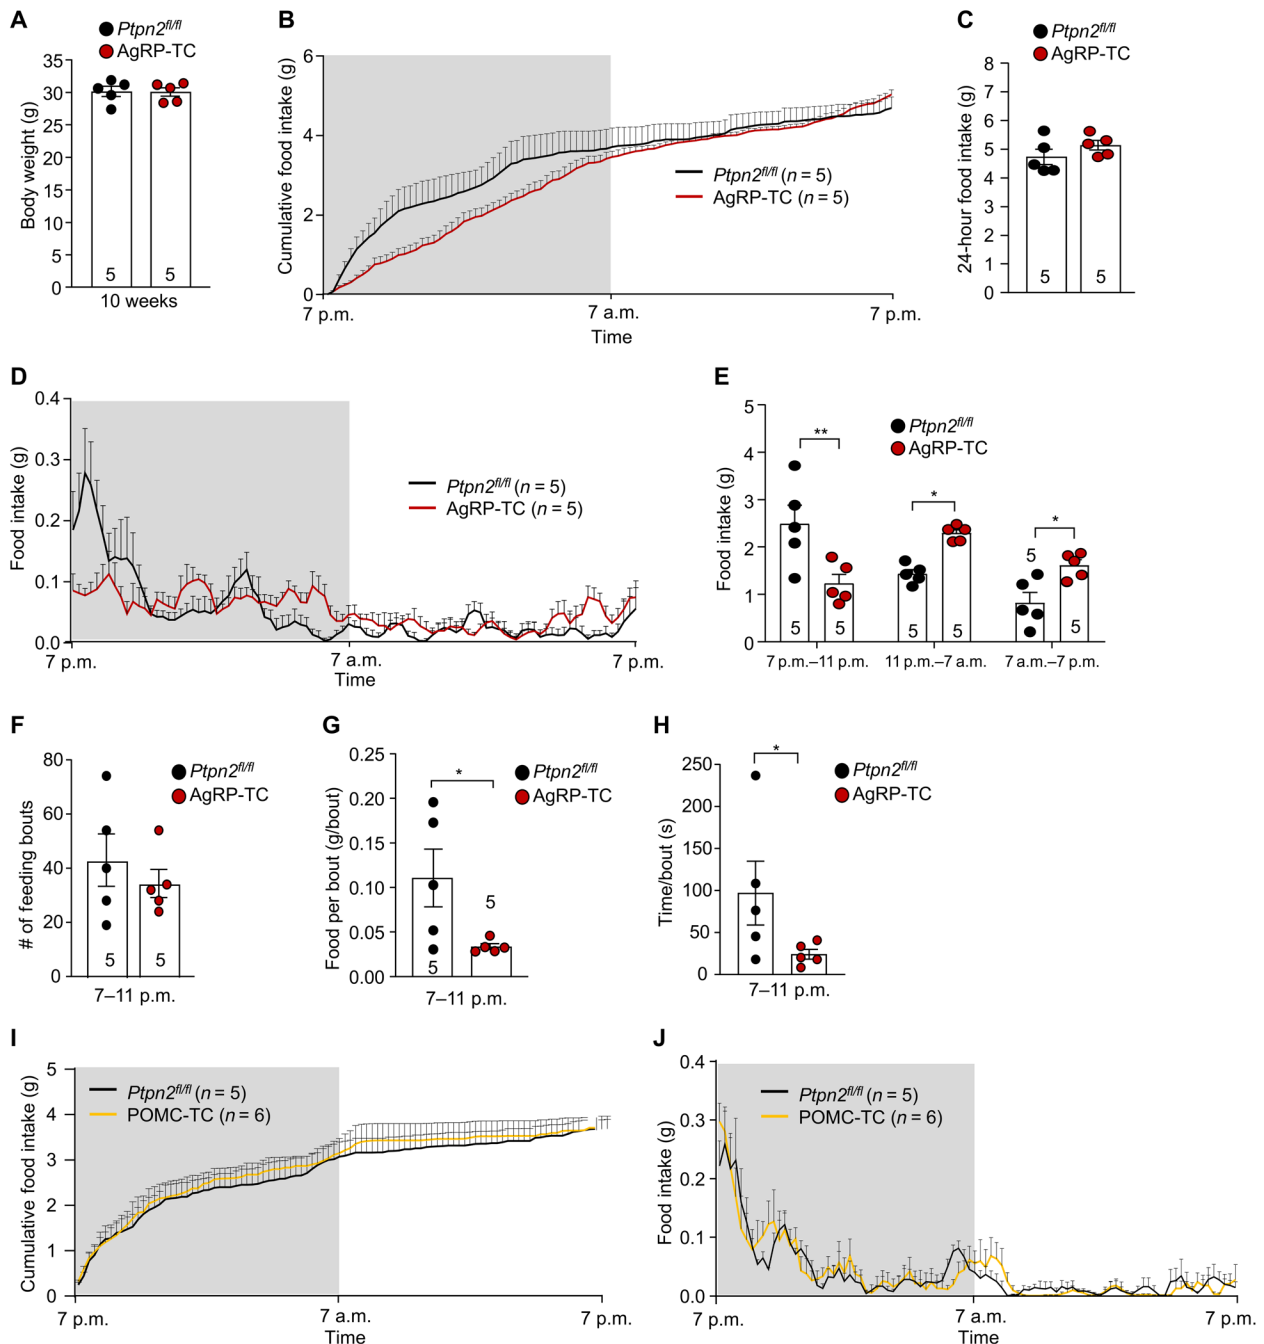 A
Ptpn2fl/fl
AgRP-TC
Body weight (g)
35
30
25
20
15
10
5
0
5 5
10 weeks
B
Cumulative food intake (g)
6
4
2
0
Ptpn2fl/fl (n = 5)
AgRP-TC (n = 5)
7 p.m. 7 a.m. 7 p.m.
Time
C
Ptpn2fl/fl
AgRP-TC
24-hour food intake (g)
8
7
6
5
4
3
2
1
0
5 5
D
Food intake (g)
0.4
0.3
0.2
0.1
0.0
Ptpn2fl/fl (n = 5)
AgRP-TC (n = 5)
7 p.m. 7 a.m. 7 p.m.
Time
E
Food intake (g)
5
4
3
2
1
0
Ptpn2fl/fl
AgRP-TC
** * *
5 5 5 5 5 5
7 p.m.–11 p.m. 11 p.m.–7 a.m. 7 a.m.–7 p.m.
F
# of feeding bouts
80
60
40
20
0
Ptpn2fl/fl
AgRP-TC
5 5
7–11 p.m.
G
Food per bout (g/bout)
0.25
0.20
0.15
0.10
0.05
0.00
*
Ptpn2fl/fl
AgRP-TC
5 5
7–11 p.m.
H
Time/bout (s)
250
200
150
100
50
0
*
Ptpn2fl/fl
AgRP-TC
7–11 p.m.
I
Cumulative food intake (g)
5
4
3
2
1
0
Ptpn2fl/fl (n = 5)
POMC-TC (n = 6)
7 p.m. 7 a.m. 7 p.m.
Time
J
Food intake (g)
0.4
0.3
0.2
0.1
0.0
Ptpn2fl/fl (n = 5)
POMC-TC (n = 6)
7 p.m. 7 a.m. 7 p.m.
Time